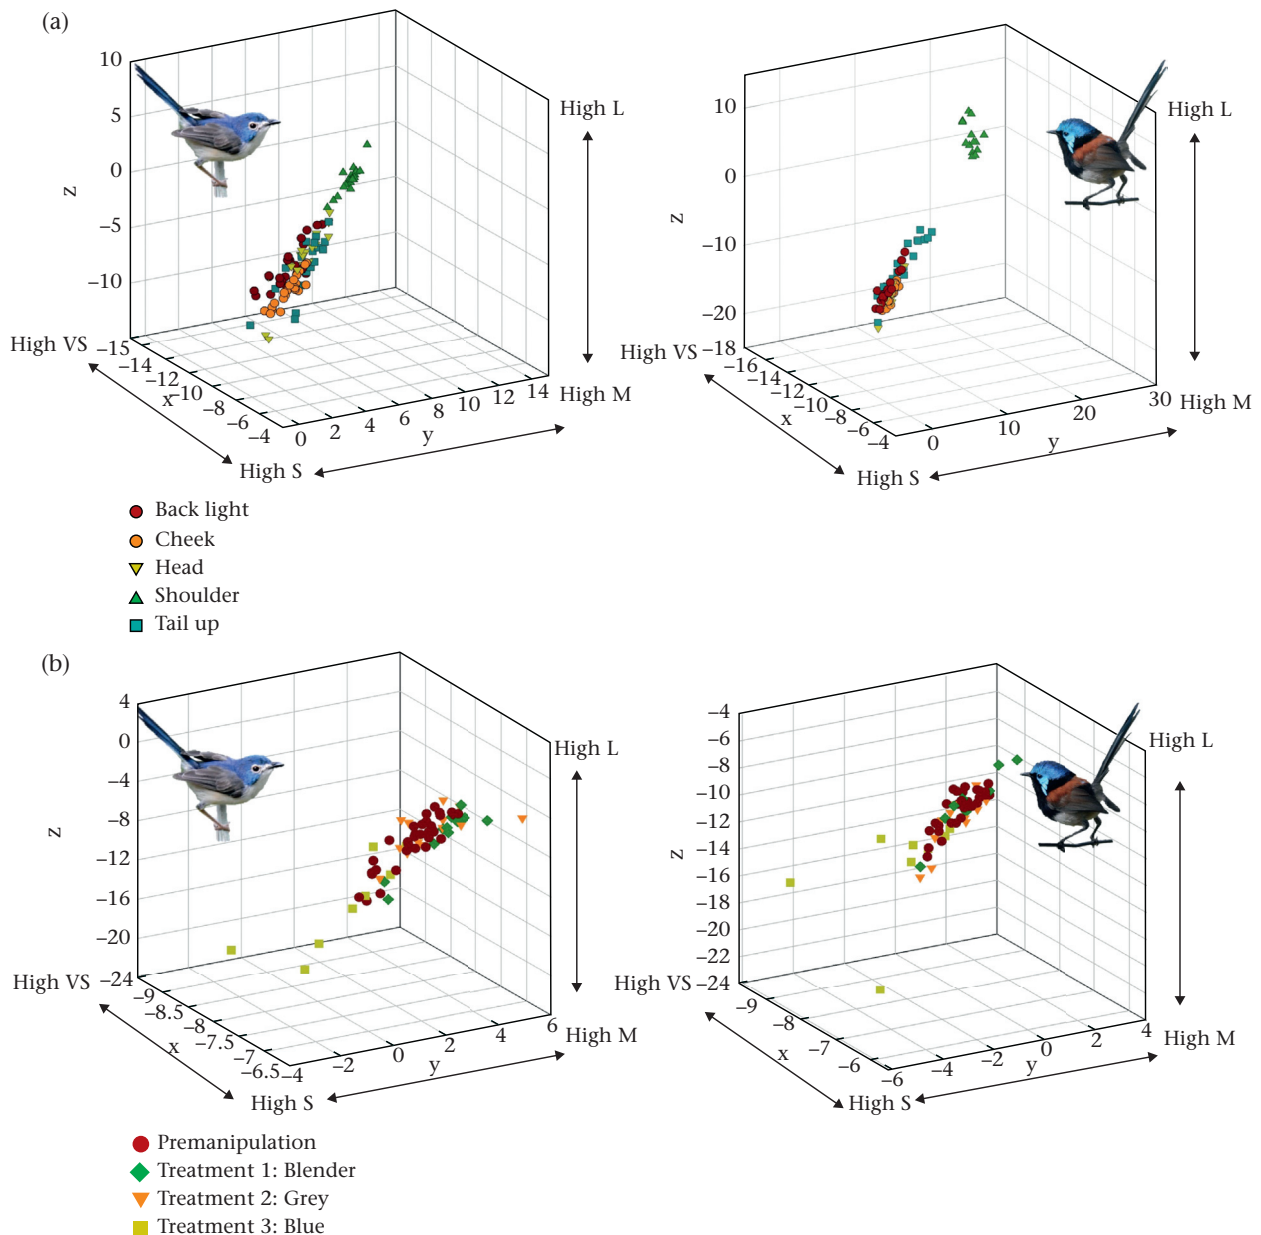 (a)
10
5
0
−5
−10
z
High VS
−15
−14
−12
−10
−8
−6
−4
x
High S
0
2
4
6
8
10
12
14
y
High M
High L
10
0
−10
−20
z
High VS
−18
−16
−14
−12
−10
−8
−6
−4
x
High S
0
10
20
30
y
High M
High L
Back light
Cheek
Head
Shoulder
Tail up
(b)
4
0
−4
−8
−12
−16
−20
−24
z
High VS
−9
−8.5
−8
−7.5
−7
−6.5
x
High S
−4
−2
0
2
4
6
y
High M
High L
−4
−6
−8
−10
−12
−14
−16
−18
−20
−22
−24
z
High VS
−9
−8
−7
−6
x
High S
−6
−4
−2
0
2
4
y
High M
High L
Premanipulation
Treatment 1: Blender
Treatment 2: Grey
Treatment 3: Blue